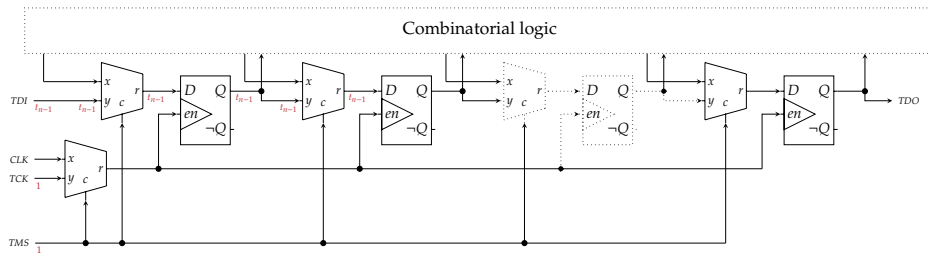 Combinatorial logic
x r D Q x r D Q x r D Q x r D Q
TDI t_{n-1} t_{n-1} y c t_{n-1} t_{n-1} t_{n-1} y c t_{n-1} y c y c TDO
en ¬Q en ¬Q en ¬Q en ¬Q
CLK x r
TCK 1 y c
TMS 1